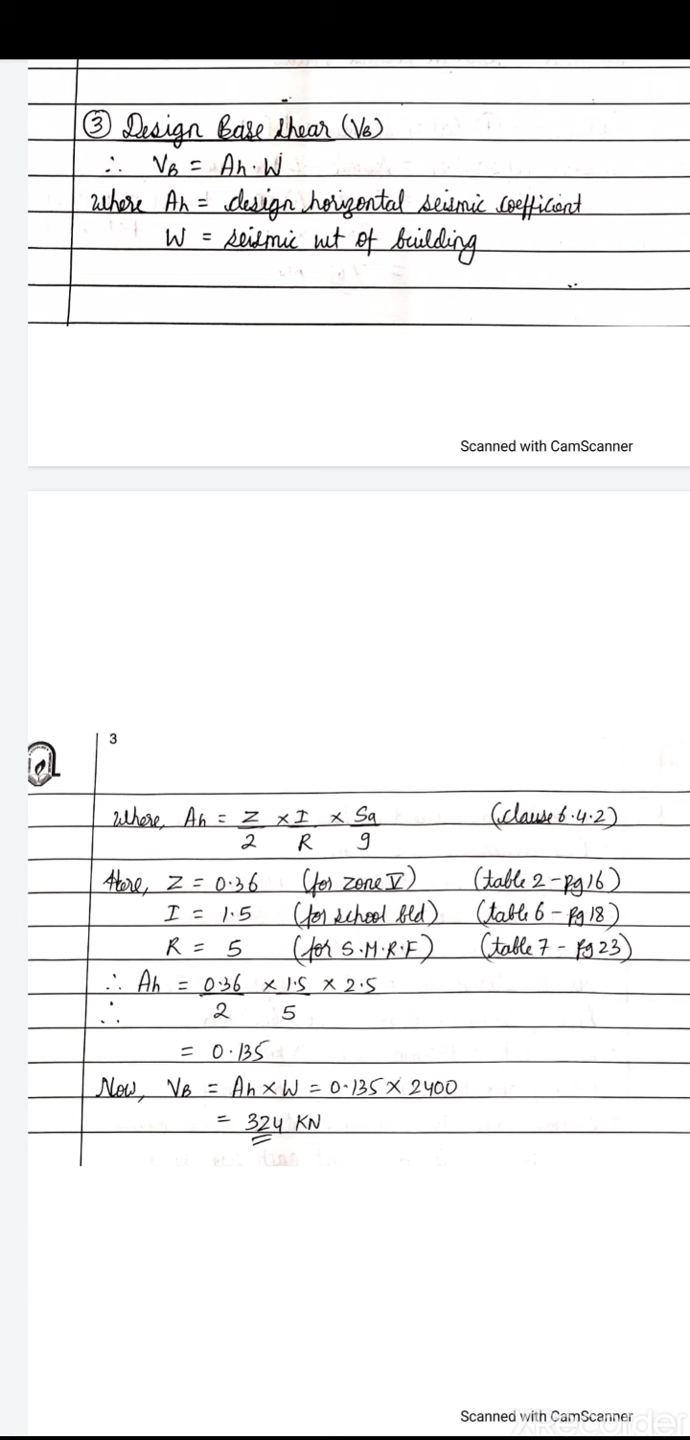 ③ Design Base Shear (VB)
∴ VB = Ah.W
where Ah = design horizontal seismic coefficient
W = seismic wt of building
Scanned with CamScanner
3
where, Ah = Z/2 × I/R × Sa/g (clause 6.4.2)
Here, Z = 0.36 (for zone V) (table 2 - Pg 16)
I = 1.5 (for school bld) (table 6 - Pg 18)
R = 5 (for S.M.R.F) (table 7 - Pg 23)
∴ Ah = 0.36/2 × 1.5/5 × 2.5
∴
= 0.135
Now, VB = Ah × W = 0.135 × 2400
= 324 KN
Scanned with CamScanner
XRecorder